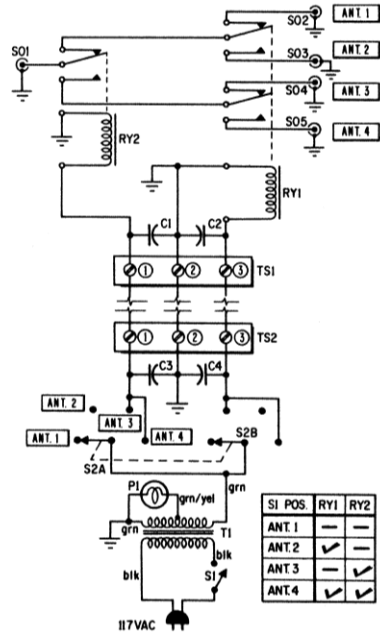 SO2
ANT. 1
SO1
SO3
ANT. 2
SO4
ANT. 3
SO5
ANT. 4
RY2
RY1
C1
C2
1
2
3
TS1
1
2
3
TS2
C3
C4
ANT. 2
ANT. 3
ANT. 1
ANT. 4
S2B
S2A
P1
grn/yel
grn
grn
T1
blk
blk
S1
117VAC
S1 POS. RY1 RY2
ANT. 1 — —
ANT. 2 ✓ —
ANT. 3 — ✓
ANT. 4 ✓ ✓